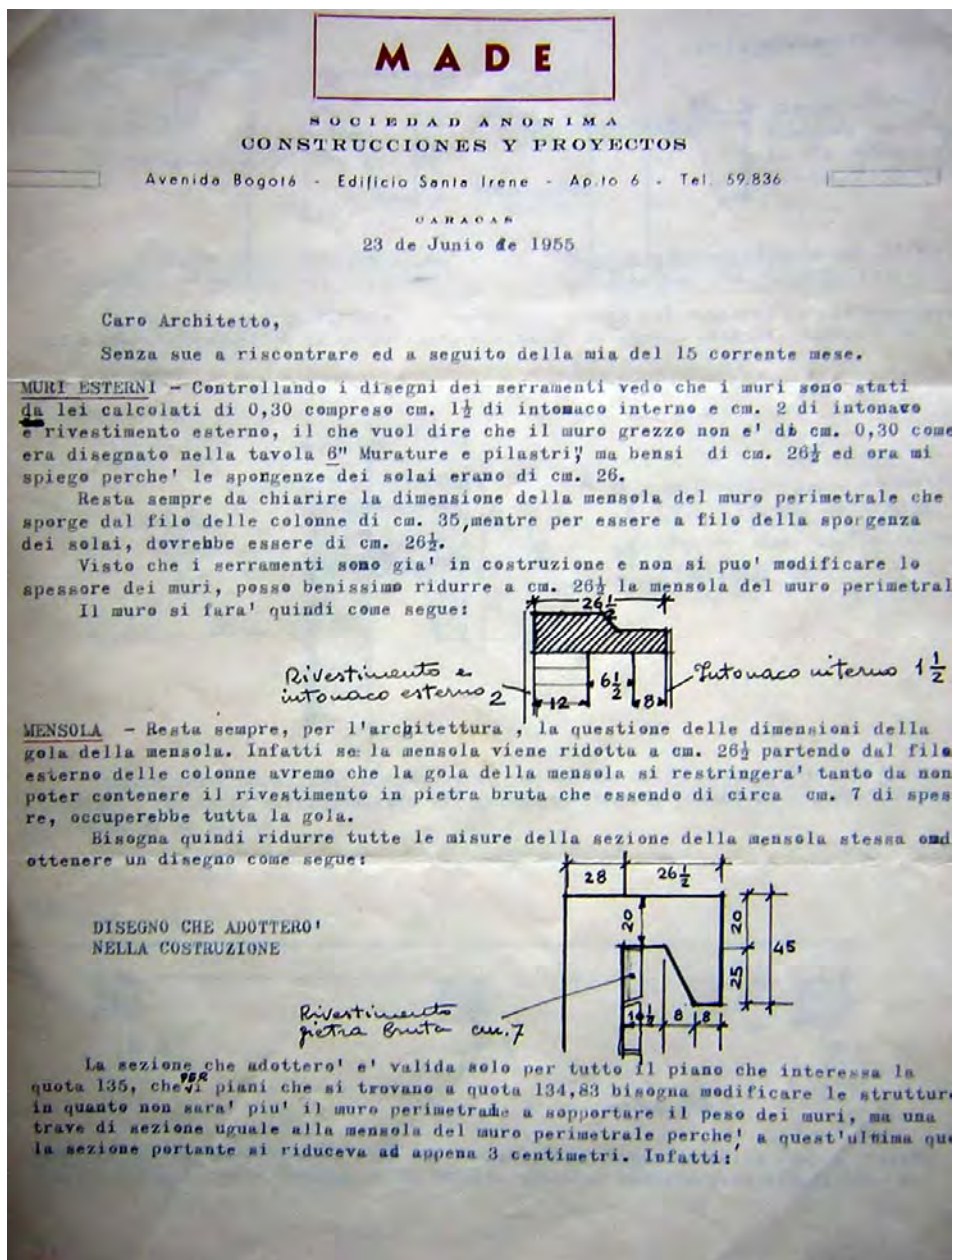 MADE
SOCIEDAD ANONIMA
CONSTRUCCIONES Y PROYECTOS
Avenida Bogotá - Edificio Santa Irene - Ap.to 6 - Tel. 59.836
CARACAS
23 de Junio de 1955
Caro Architetto,
Senza sue a riscontrare ed a seguito della mia del 15 corrente mese.
MURI ESTERNI - Controllando i disegni dei serramenti vedo che i muri sono stati
da lei calcolati di 0,30 compreso cm. 1½ di intonaco interno e cm. 2 di intonaco
e rivestimento esterno, il che vuol dire che il muro grezzo non e' di cm. 0,30 come
era disegnato nella tavola 6" Murature e pilastri", ma bensi di cm. 26½ ed ora mi
spiego perche' le sporgenze dei solai erano di cm. 26.
Resta sempre da chiarire la dimensione della mensola del muro perimetrale che
sporge dal filo delle colonne di cm. 35,mentre per essere a filo della sporgenza
dei solai, dovrebbe essere di cm. 26½.
Visto che i serramenti sono gia' in costruzione e non si puo' modificare lo
spessore dei muri, posso benissimo ridurre a cm. 26½ la mensola del muro perimetral
Il muro si fara' quindi come segue:
26 1/2
Rivestimento e
intonaco esterno 2
12
6 1/2
8
Intonaco interno 1 1/2
MENSOLA - Resta sempre, per l'architettura , la questione delle dimensioni della
gola della mensola. Infatti se la mensola viene ridotta a cm. 26½ partendo dal filo
esterno delle colonne avremo che la gola della mensola si restringera' tanto da non
poter contenere il rivestimento in pietra bruta che essendo di circa cm. 7 di spes
re, occuperebbe tutta la gola.
Bisogna quindi ridurre tutte le misure della sezione della mensola stessa ond
ottenere un disegno come segue:
28
26 1/2
20
20
45
25
DISEGNO CHE ADOTTERO'
NELLA COSTRUZIONE
Rivestimento
pietra bruta cm. 7
10 1/2
8
8
La sezione che adottero' e' valida solo per tutto il piano che interessa la
quota 135, che PER i piani che si trovano a quota 134,83 bisogna modificare le struttur
in quanto non sara' piu' il muro perimetrale a sopportare il peso dei muri, ma una
trave di sezione uguale alla mensola del muro perimetrale perche' a quest'ultima quo
la sezione portante si riduceva ad appena 3 centimetri. Infatti: